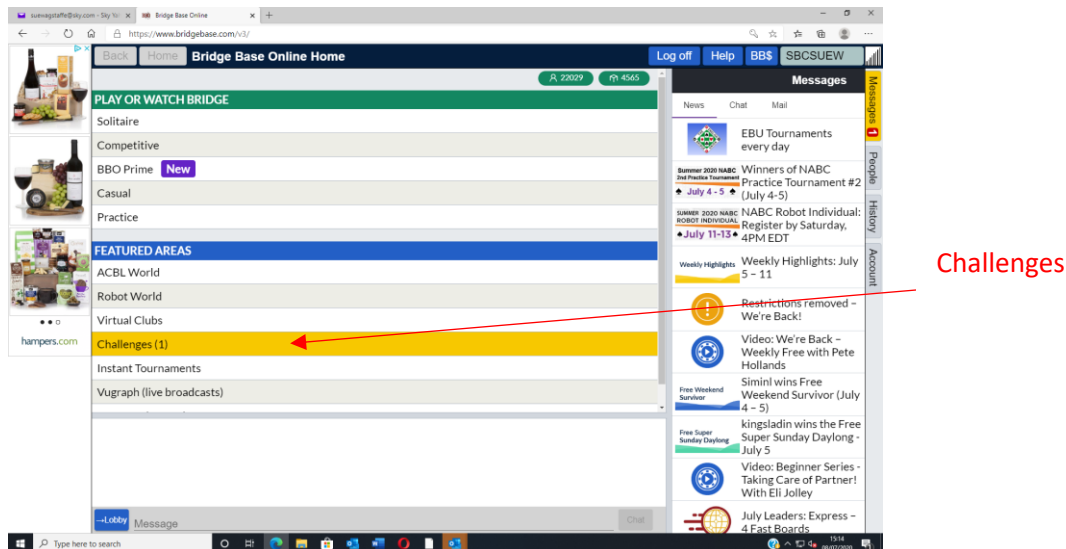 suewagstaffe@sky.com - Sky Ya
Bridge Base Online
https://www.bridgebase.com/v3/
Back Home Bridge Base Online Home Log off Help BB$ SBCSUEW
22029 4565
PLAY OR WATCH BRIDGE
Solitaire
Competitive
BBO Prime New
Casual
Practice
FEATURED AREAS
ACBL World
Robot World
Virtual Clubs
Challenges (1)
Instant Tournaments
Vugraph (live broadcasts)
→Lobby Message Chat
hampers.com
Messages
News Chat Mail
EBU Tournaments
every day
Summer 2020 NABC
2nd Practice Tournament
July 4 - 5
Winners of NABC
Practice Tournament #2
(July 4-5)
SUMMER 2020 NABC
ROBOT INDIVIDUAL
July 11-13
NABC Robot Individual:
Register by Saturday,
4PM EDT
Weekly Highlights
Weekly Highlights: July
5 – 11
Restrictions removed –
We're Back!
Video: We're Back –
Weekly Free with Pete
Hollands
Free Weekend
Survivor
Siminl wins Free
Weekend Survivor (July
4 – 5)
Free Super
Sunday Daylong
kingsladin wins the Free
Super Sunday Daylong -
July 5
Video: Beginner Series -
Taking Care of Partner!
With Eli Jolley
July Leaders: Express –
4 Fast Boards
Messages 1
People
History
Account
Challenges
Type here to search
15:14
08/07/2020